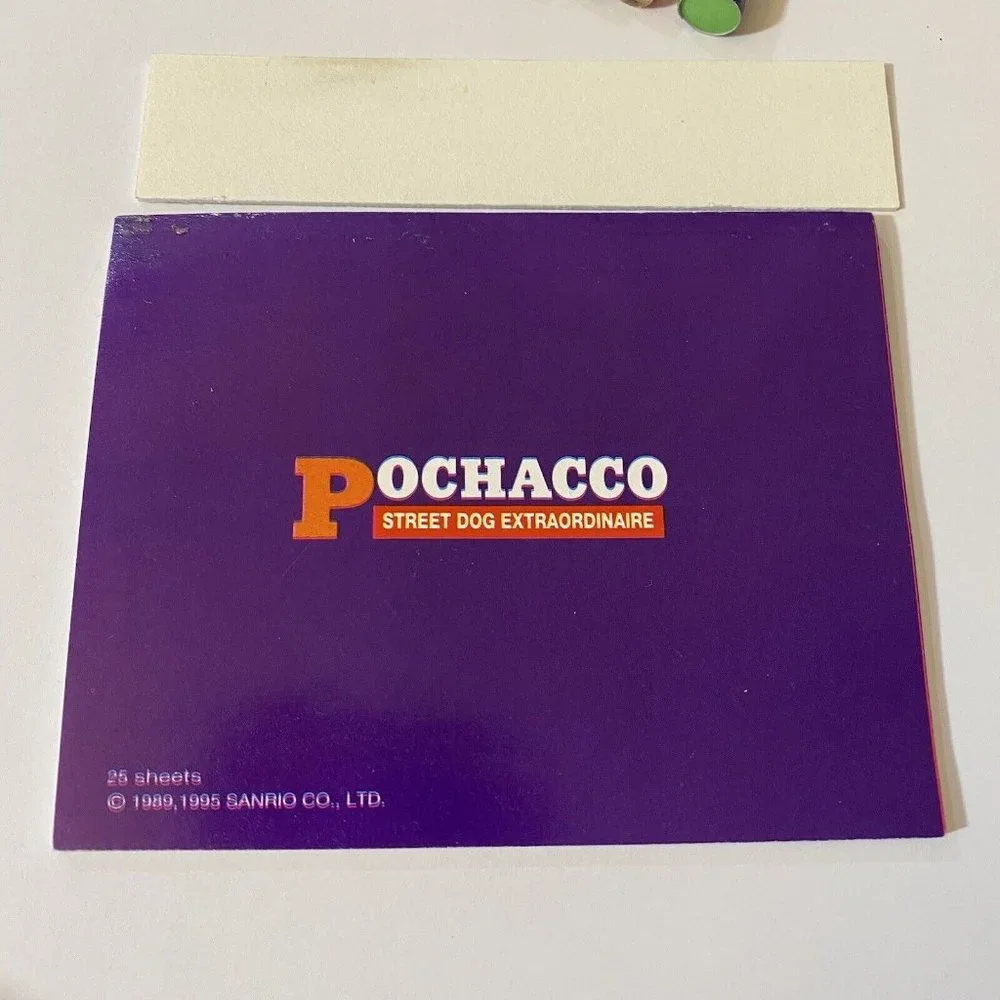 POCHACCO
STREET DOG EXTRAORDINAIRE
25 sheets
© 1989,1995 SANRIO CO., LTD.